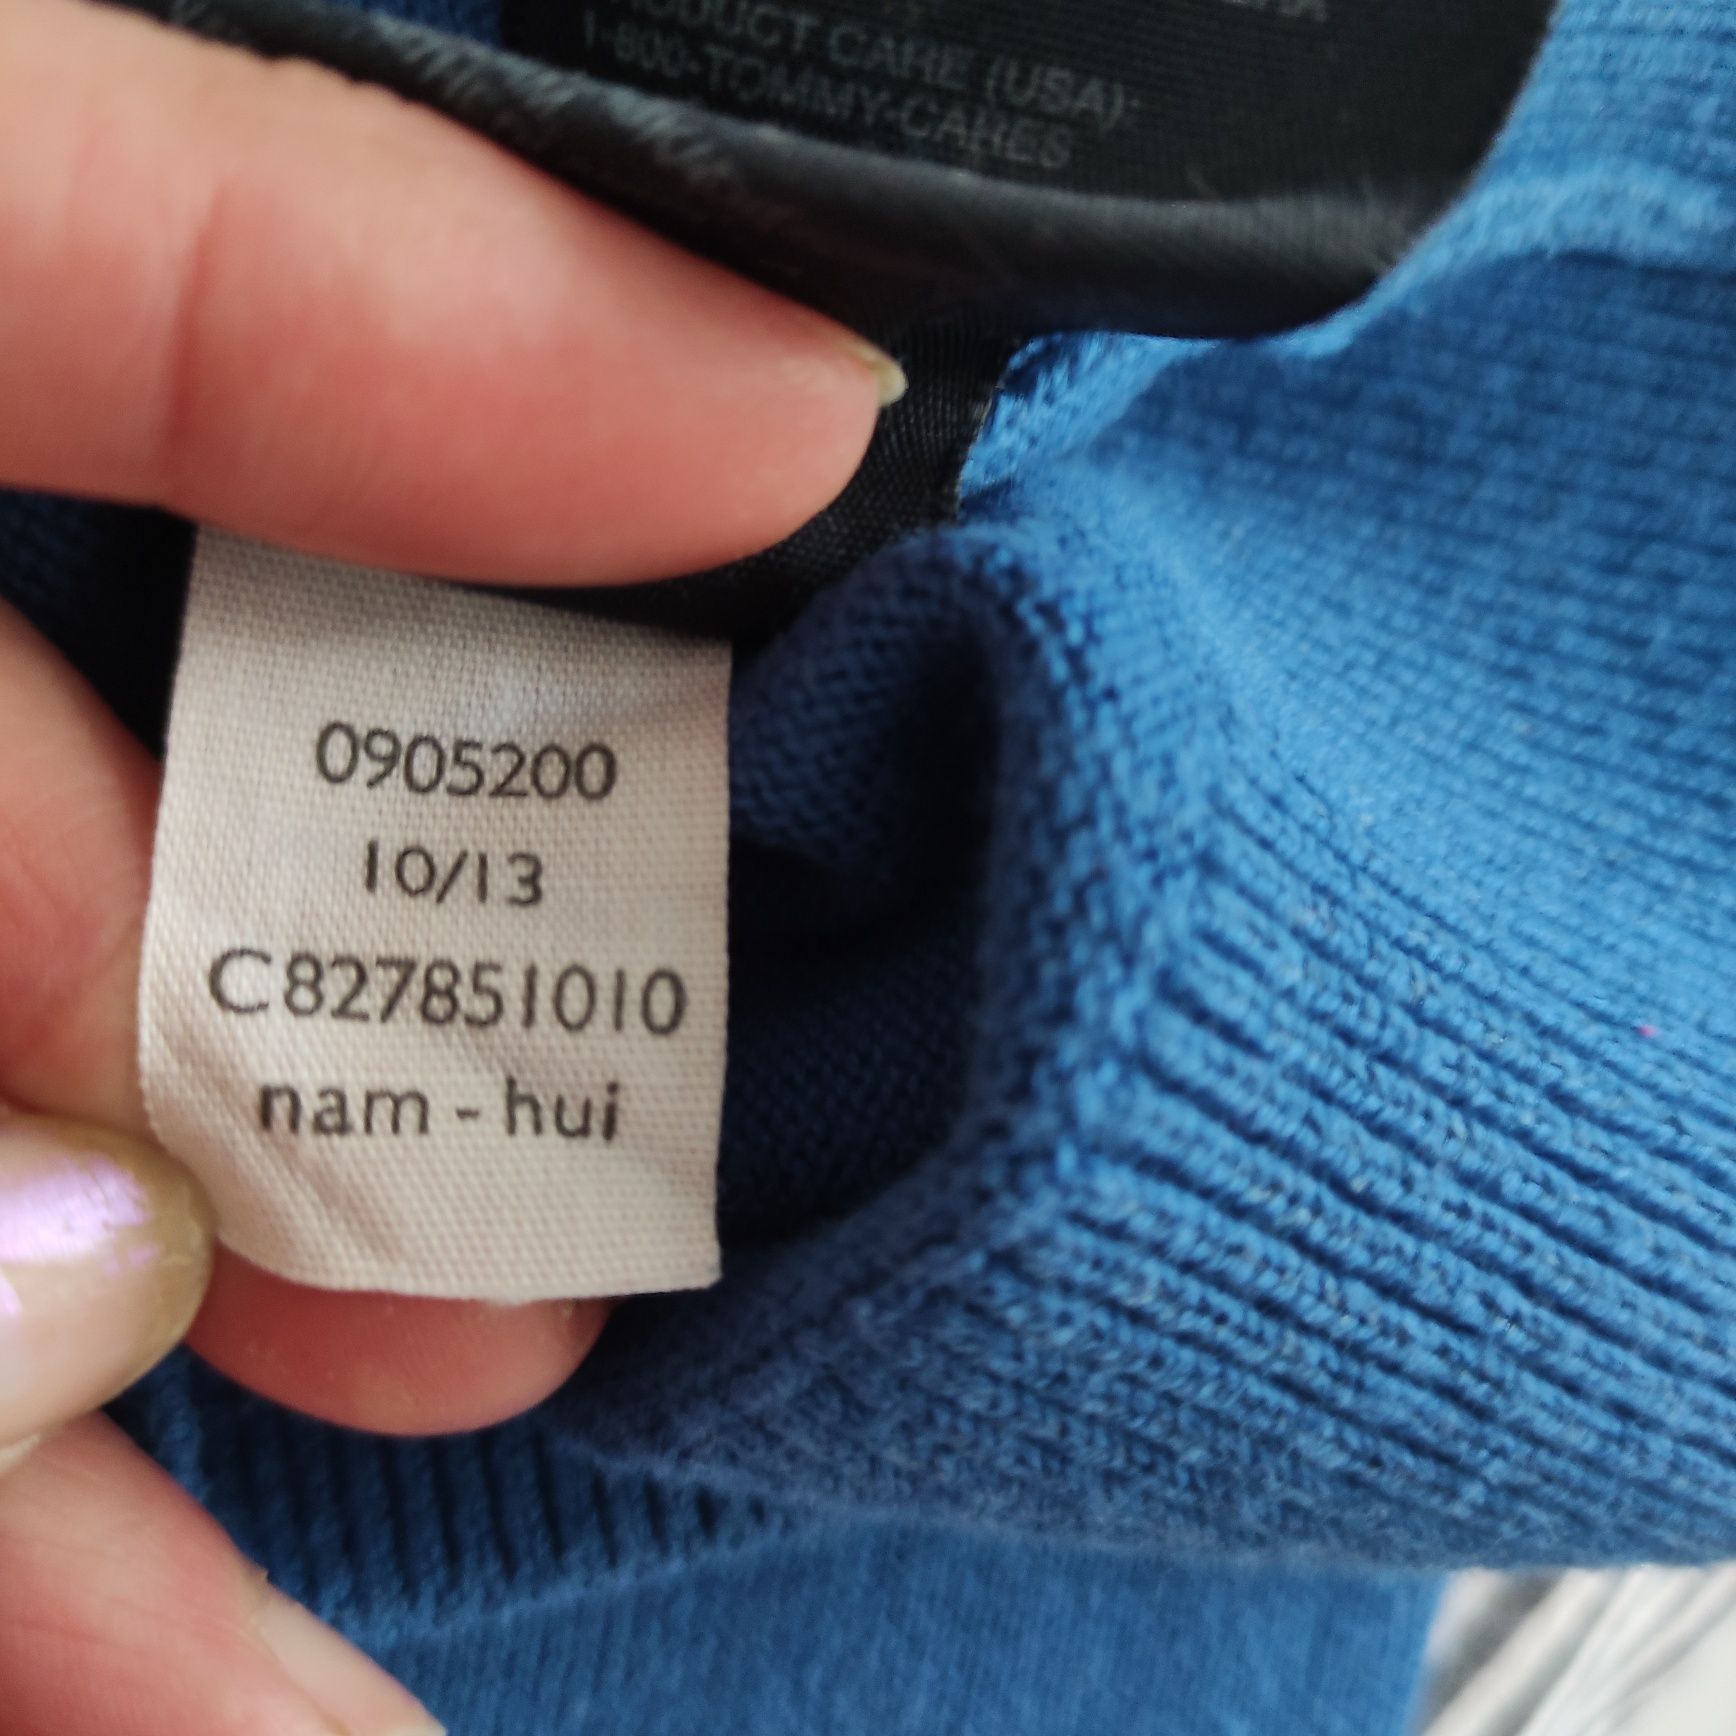 PRODUCT CARE (USA):
1-800-TOMMY-CARES
0905200
10/13
C827851010
nam - hui